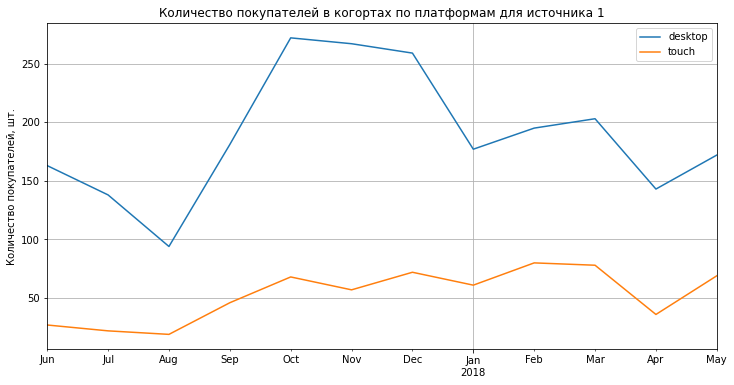 Количество покупателей в когортах по платформам для источника 1
Количество покупателей, шт.
250
200
150
100
50
desktop
touch
Jun Jul Aug Sep Oct Nov Dec Jan Feb Mar Apr May
2018